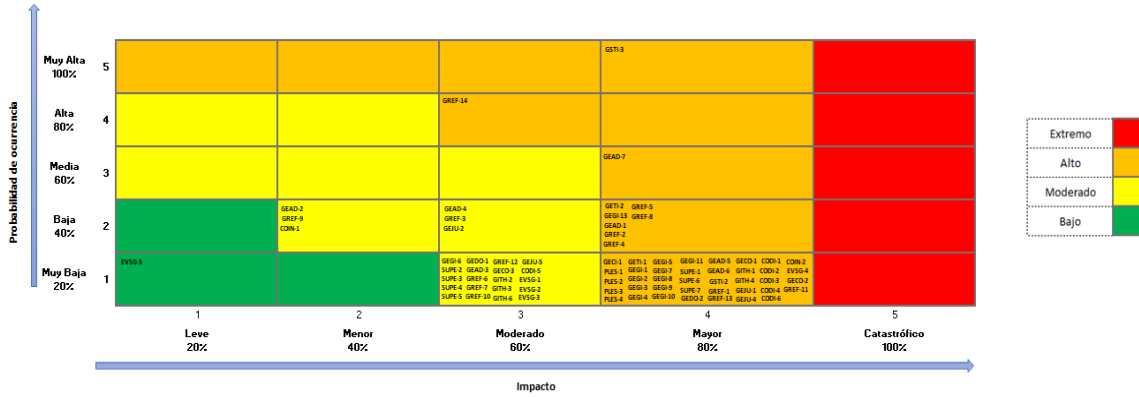 Probabilidad de ocurrencia
Muy Alta
100%
5
GSTI-3
Alta
80%
4
GREF-14
Media
60%
3
GEAD-7
Baja
40%
2
GEAD-2
GREF-9
COIN-1
GEAD-4
GREF-3
GEJU-2
GETI-2 GREF-5
GEGI-13 GREF-8
GEAD-1
GREF-2
GREF-4
Muy Baja
20%
1
EVSG-5
GEGI-6 GEDO-1 GREF-12 GEJU-5
SUPE-2 GEAD-3 GECO-3 CODI-5
SUPE-3 GREF-6 GITH-2 EVSG-1
SUPE-4 GREF-7 GITH-3 EVSG-2
SUPE-5 GREF-10 GITH-6 EVSG-3
GECI-1 GETI-1 GEGI-5 GEGI-11 GEAD-5 GECO-1 CODI-1 COIN-2
PLES-1 GEGI-1 GEGI-7 SUPE-1 GEAD-6 GITH-1 CODI-2 EVSG-4
PLES-2 GEGI-2 GEGI-8 SUPE-6 GSTI-2 GITH-4 CODI-3 GECO-2
PLES-3 GEGI-3 GEGI-9 SUPE-7 GREF-1 GEJU-1 CODI-4 GREF-11
PLES-4 GEGI-4 GEGI-10 GEDO-2 GREF-13 GEJU-4 CODI-6
1 2 3 4 5
Leve Menor Moderado Mayor Catastrófico
20% 40% 60% 80% 100%
Impacto
Extremo
Alto
Moderado
Bajo